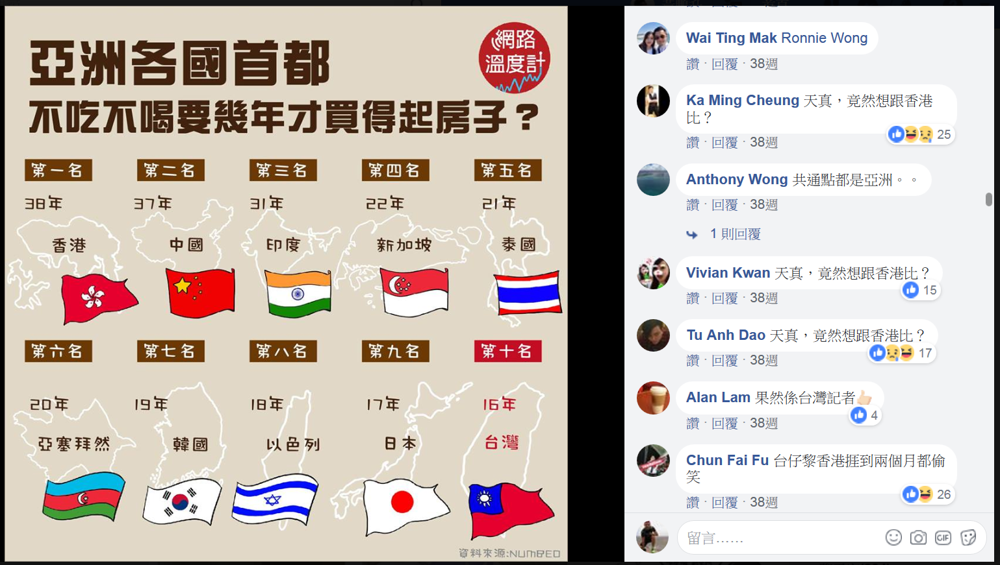 網路
溫度計
亞洲各國首都
不吃不喝要幾年才買得起房子？
第一名 第二名 第三名 第四名 第五名
38年 37年 31年 22年 21年
香港 中國 印度 新加坡 泰國
第六名 第七名 第八名 第九名 第十名
20年 19年 18年 17年 16年
亞塞拜然 韓國 以色列 日本 台灣
資料來源:NUMBEO
Wai Ting Mak Ronnie Wong
讚 · 回覆 · 38週
Ka Ming Cheung 天真，竟然想跟香港
比？
25
讚 · 回覆 · 38週
Anthony Wong 共通點都是亞洲。。
讚 · 回覆 · 38週
1 則回覆
Vivian Kwan 天真，竟然想跟香港比？
15
讚 · 回覆 · 38週
Tu Anh Dao 天真，竟然想跟香港比？
17
讚 · 回覆 · 38週
Alan Lam 果然係台灣記者
4
讚 · 回覆 · 38週
Chun Fai Fu 台仔黎香港捱到兩個月都偷
笑
26
讚 · 回覆 · 38週
留言......
GIF